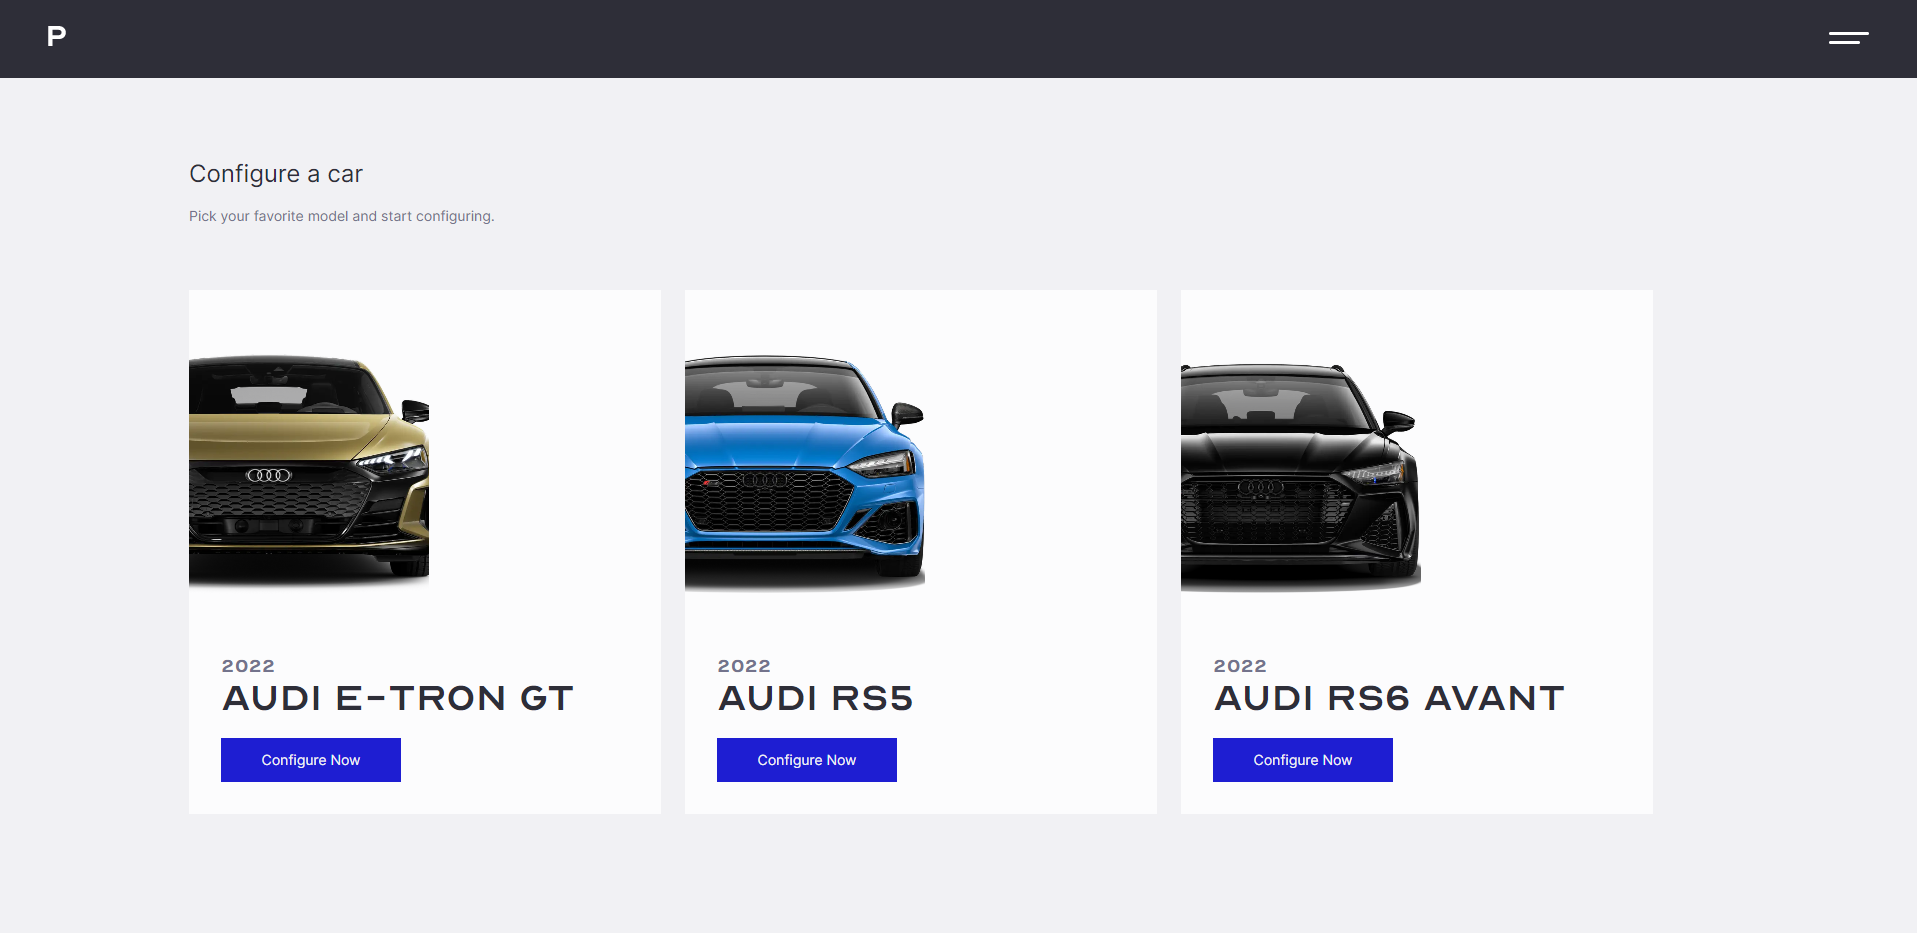 P
Configure a car
Pick your favorite model and start configuring.
2022
AUDI E-TRON GT
Configure Now
2022
AUDI RS5
Configure Now
2022
AUDI RS6 AVANT
Configure Now